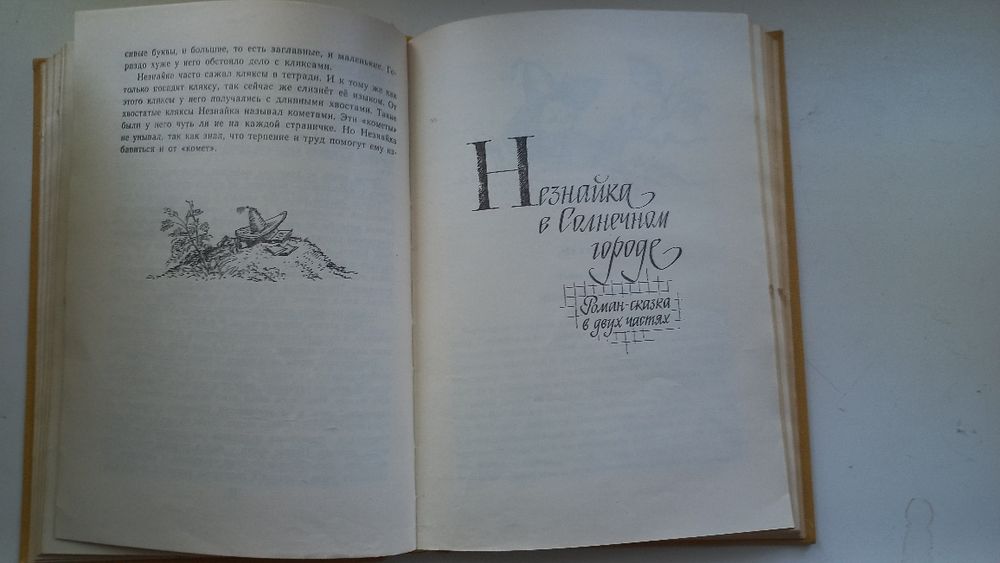 сивые буквы, и большие, то есть заглавные, и маленькие. Го-
раздо хуже у него обстояло дело с кляксами.
Незнайка часто сажал кляксы в тетради. И к тому же как
только посадит кляксу, так сейчас же слизнёт её языком. От
этого кляксы у него получались с длинными хвостами. Такие
хвостатые кляксы Незнайка называл кометами. Эти «кометы»
были у него чуть ли не на каждой страничке. Но Незнайка
не унывал, так как знал, что терпение и труд помогут ему из-
бавиться и от «комет».
Незнайка
в Солнечном
городе
Роман-сказка
в двух частях